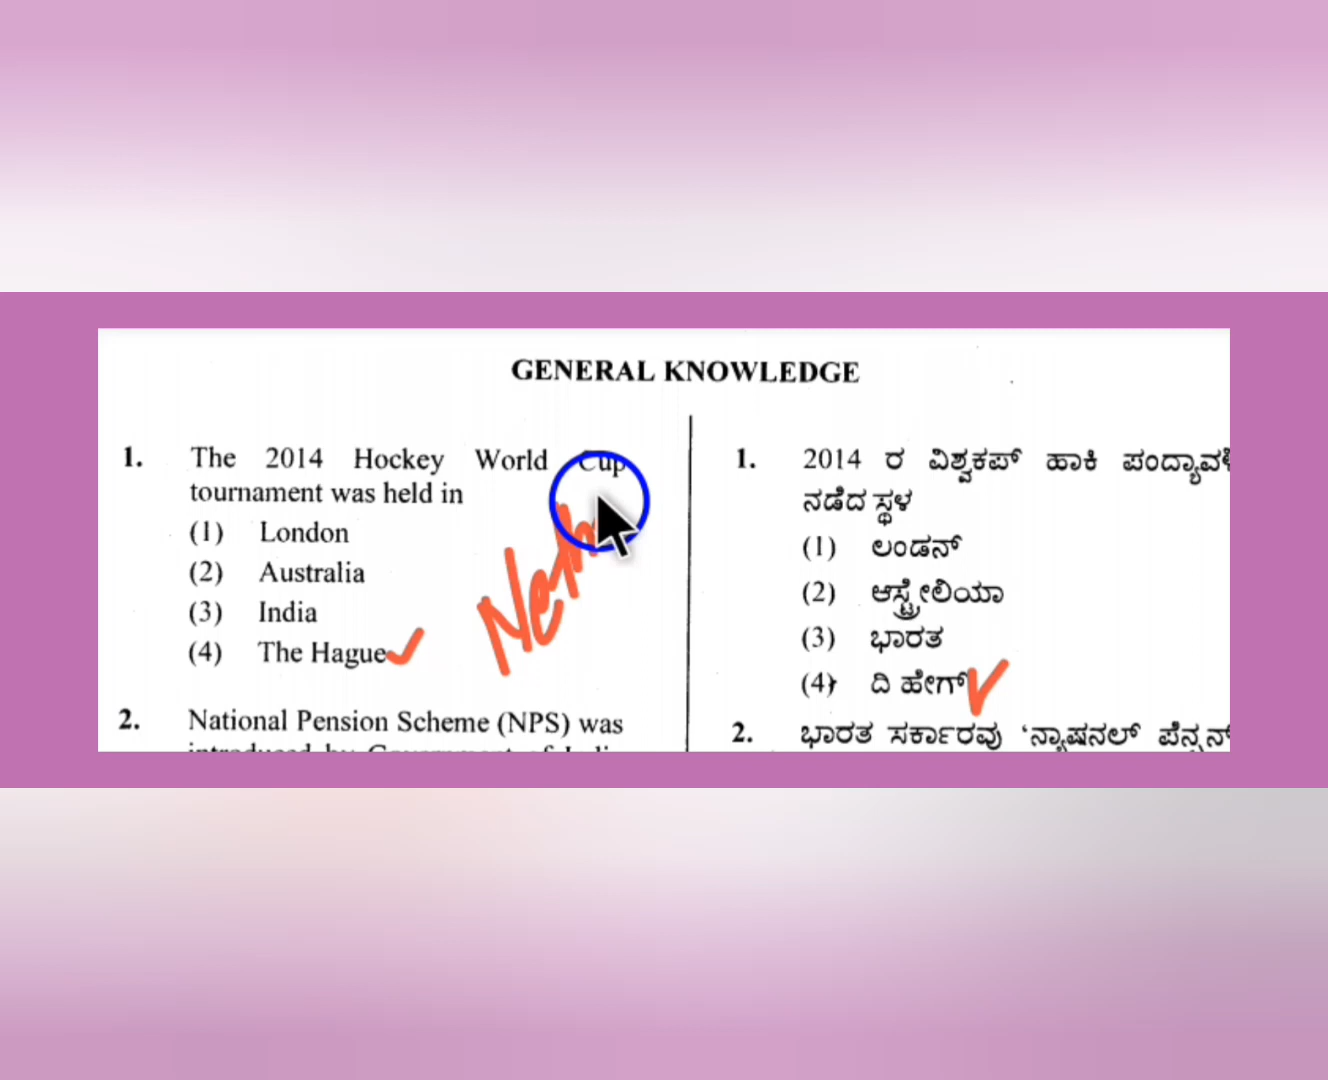 GENERAL KNOWLEDGE
1. The 2014 Hockey World Cup
tournament was held in
(1) London
(2) Australia
(3) India
(4) The Hague
Neth
2. National Pension Scheme (NPS) was
1. 2014 ರ ವಿಶ್ವಕಪ್ ಹಾಕಿ ಪಂದ್ಯಾವಳಿ
ನಡೆದ ಸ್ಥಳ
(1) ಲಂಡನ್
(2) ಆಸ್ಟ್ರೇಲಿಯಾ
(3) ಭಾರತ
(4) ದಿ ಹೇಗ್
2. ಭಾರತ ಸರ್ಕಾರವು ‘ನ್ಯಾಷನಲ್ ಪೆನ್ಷನ್